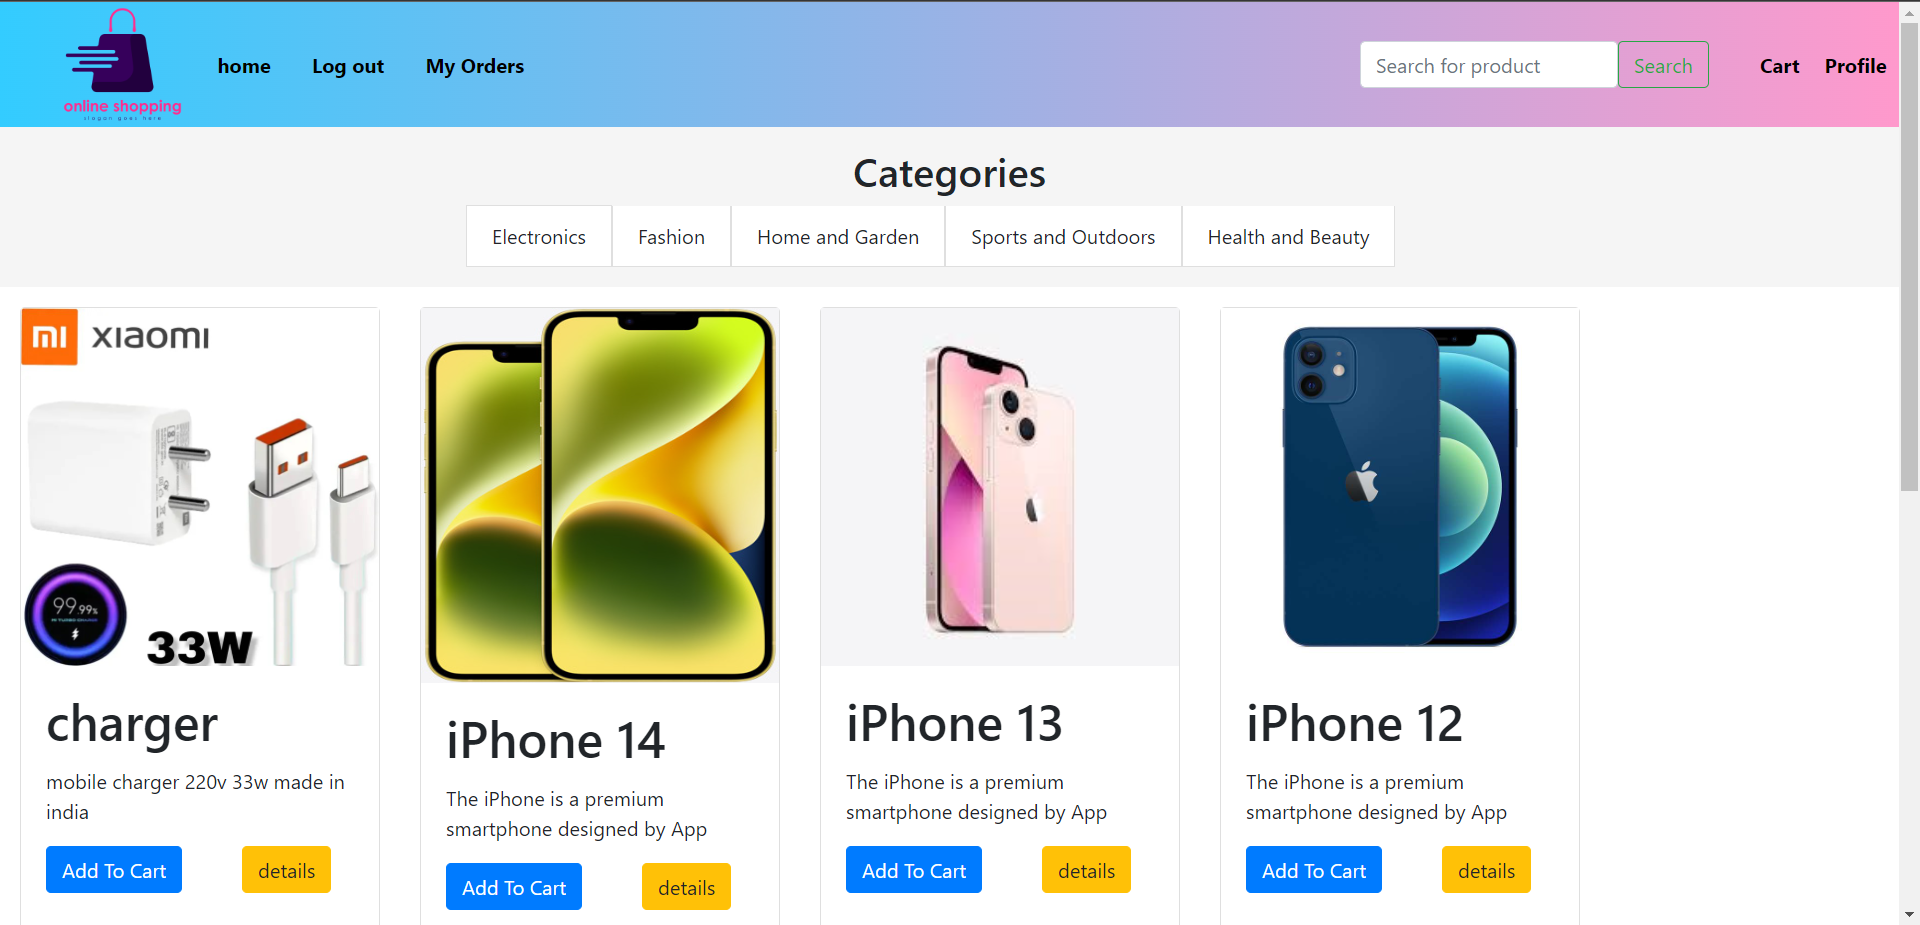 home
Log out
My Orders
Search for product
Search
Cart
Profile
online shopping
slogan goes here
Categories
Electronics
Fashion
Home and Garden
Sports and Outdoors
Health and Beauty
mi xiaomi
99.99%
33W
charger
mobile charger 220v 33w made in
india
Add To Cart
details
iPhone 14
The iPhone is a premium
smartphone designed by App
Add To Cart
details
iPhone 13
The iPhone is a premium
smartphone designed by App
Add To Cart
details
iPhone 12
The iPhone is a premium
smartphone designed by App
Add To Cart
details